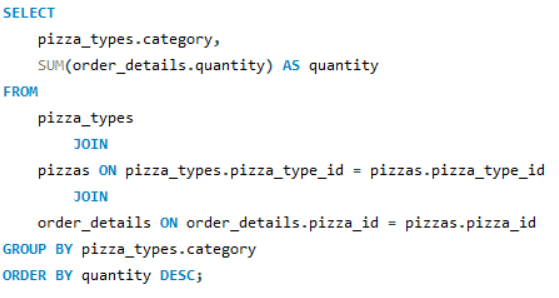 SELECT
    pizza_types.category,
    SUM(order_details.quantity) AS quantity
FROM
    pizza_types
        JOIN
    pizzas ON pizza_types.pizza_type_id = pizzas.pizza_type_id
        JOIN
    order_details ON order_details.pizza_id = pizzas.pizza_id
GROUP BY pizza_types.category
ORDER BY quantity DESC;